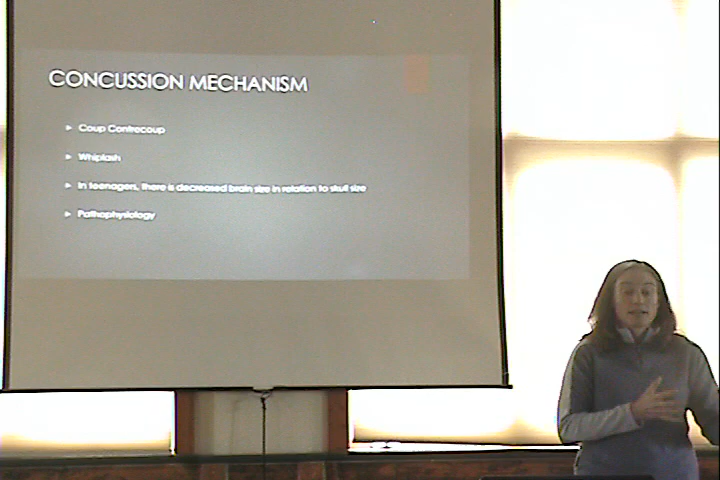 CONCUSSION MECHANISM
Coup Contrecoup
Whiplash
In teenagers, there is decreased brain size in relation to skull size
Pathophysiology